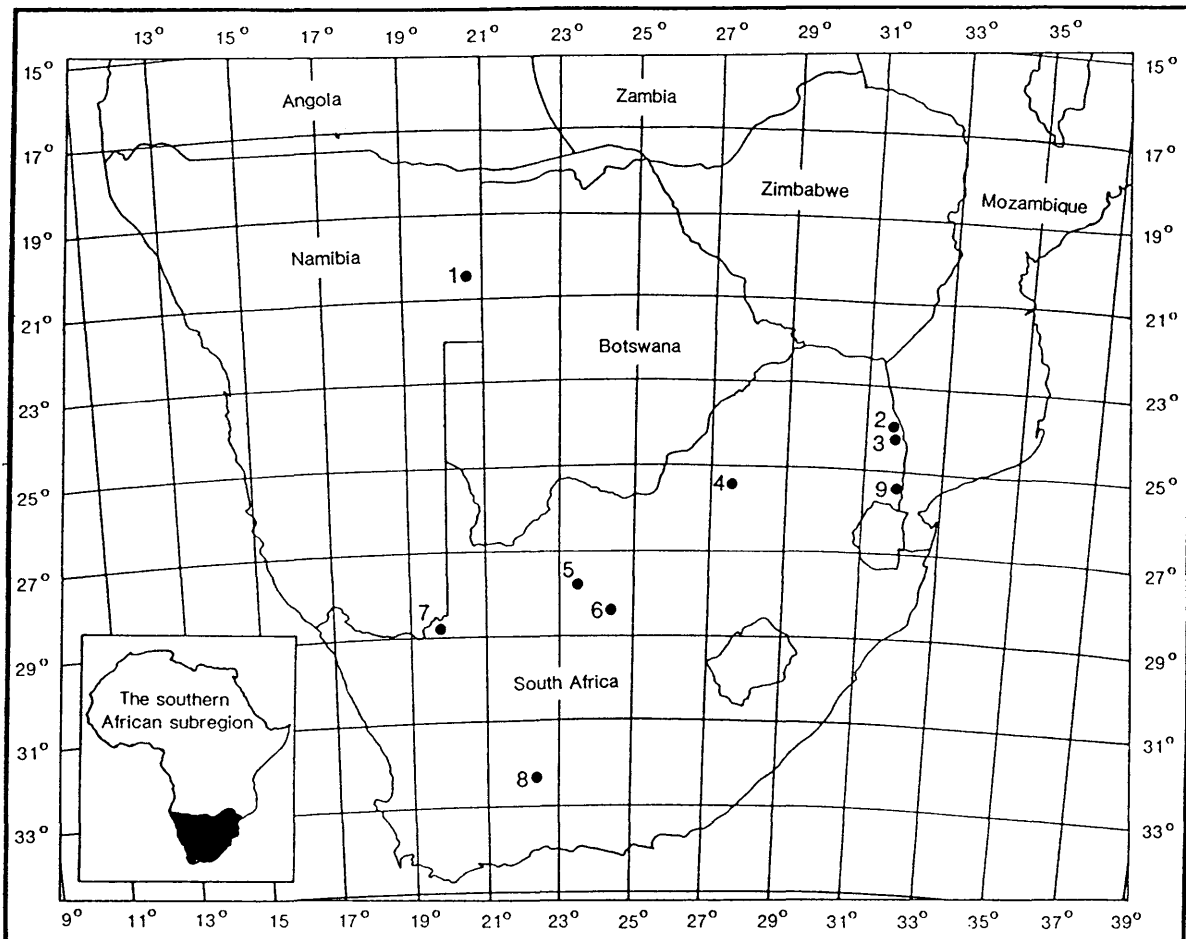 13° 15° 17° 19° 21° 23° 25° 27° 29° 31° 33° 35°
15° 15°
Angola
Zambia
17° 17°
Zimbabwe
Mozambique
19° 19°
Namibia
1
21° 21°
Botswana
23° 23°
2
3
25° 25°
4
9
27° 27°
5
6
7
29° 29°
South Africa
The southern
African subregion
31° 31°
8
33° 33°
9° 11° 13° 15° 17° 19° 21° 23° 25° 27° 29° 31° 33° 35° 37° 39°